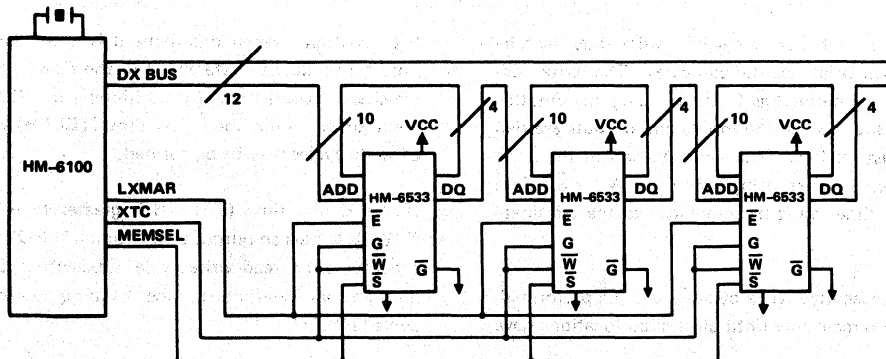 DX BUS
12
HM-6100
LXMAR
XTC
MEMSEL
10
4
VCC
ADD
HM-6533
DQ
E̅
G
W̅
S̅
G̅
10
4
VCC
ADD
HM-6533
DQ
E̅
G
W̅
S̅
G̅
10
4
VCC
ADD
HM-6533
DQ
E̅
G
W̅
S̅
G̅